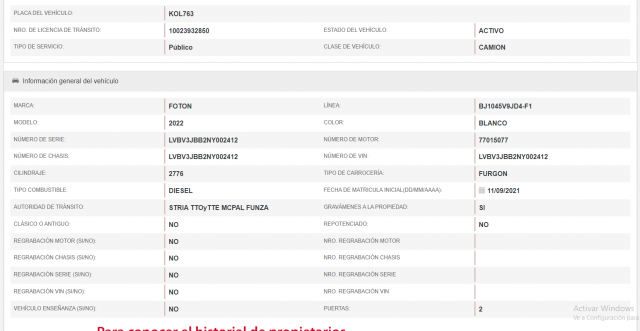 PLACA DEL VEHÍCULO: KOL763
NRO. DE LICENCIA DE TRÁNSITO: 10023932850 ESTADO DEL VEHÍCULO: ACTIVO
TIPO DE SERVICIO: Público CLASE DE VEHÍCULO: CAMION
Información general del vehículo
MARCA: FOTON LÍNEA: BJ1045V9JD4-F1
MODELO: 2022 COLOR: BLANCO
NÚMERO DE SERIE: LVBV3JBB2NY002412 NÚMERO DE MOTOR: 77015077
NÚMERO DE CHASIS: LVBV3JBB2NY002412 NÚMERO DE VIN: LVBV3JBB2NY002412
CILINDRAJE: 2776 TIPO DE CARROCERÍA: FURGON
TIPO COMBUSTIBLE: DIESEL FECHA DE MATRICULA INICIAL(DD/MM/AAAA): 11/09/2021
AUTORIDAD DE TRÁNSITO: STRIA TTOyTTE MCPAL FUNZA GRAVÁMENES A LA PROPIEDAD: SI
CLÁSICO O ANTIGUO: NO REPOTENCIADO: NO
REGRABACIÓN MOTOR (SI/NO): NO NRO. REGRABACIÓN MOTOR
REGRABACIÓN CHASIS (SI/NO): NO NRO. REGRABACIÓN CHASIS
REGRABACIÓN SERIE (SI/NO): NO NRO. REGRABACIÓN SERIE
REGRABACIÓN VIN (SI/NO): NO NRO. REGRABACIÓN VIN
VEHÍCULO ENSEÑANZA (SI/NO): NO PUERTAS: 2
Activar Windows
Ve a Configuración para
Para conocer el historial de propietarios